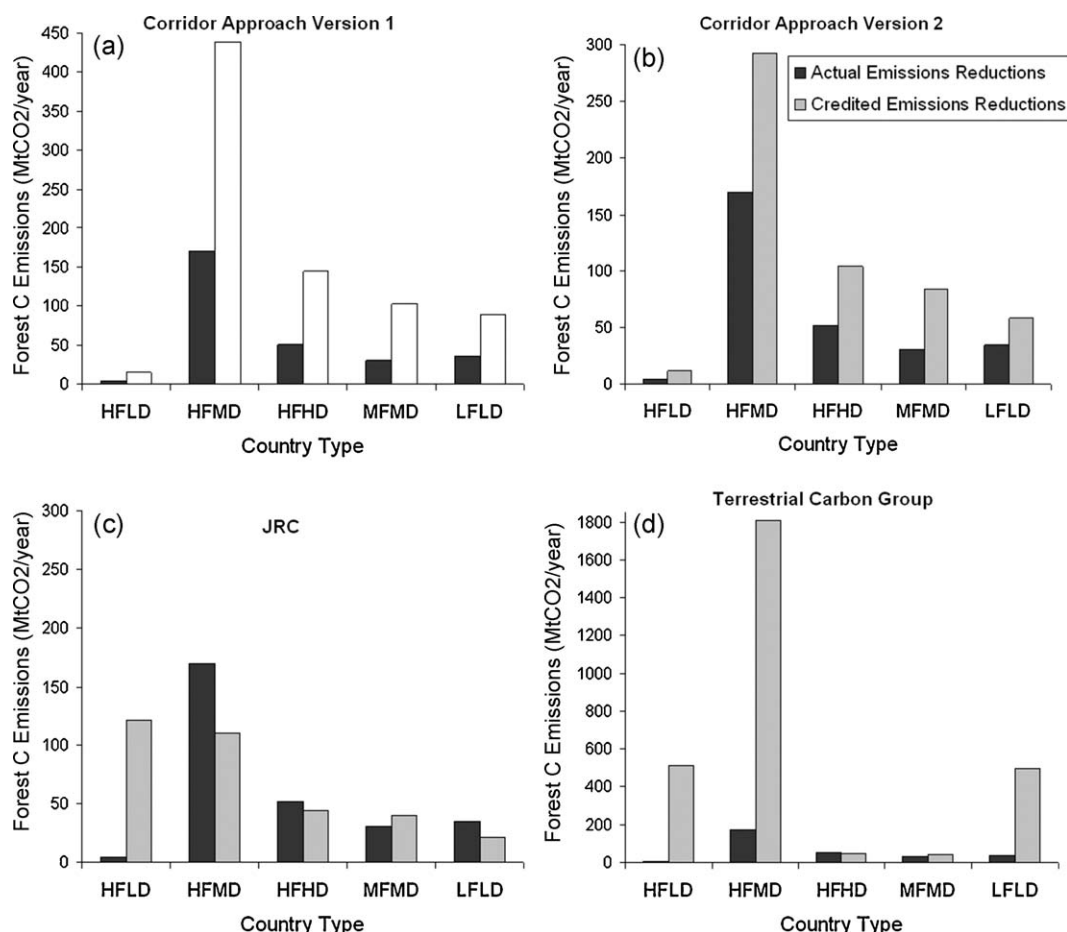 Corridor Approach Version 1
(a)
Forest C Emissions (MtCO2/year)
450
400
350
300
250
200
150
100
50
0
HFLD HFMD HFHD MFMD LFLD
Country Type
Corridor Approach Version 2
(b)
Actual Emissions Reductions
Credited Emissions Reductions
Forest C Emissions (MtCO2/year)
300
250
200
150
100
50
0
HFLD HFMD HFHD MFMD LFLD
Country Type
(c)
JRC
Forest C Emissions (MtCO2/year)
300
250
200
150
100
50
0
HFLD HFMD HFHD MFMD LFLD
Country Type
Terrestrial Carbon Group
(d)
Forest C Emissions (MtCO2/year)
1800
1600
1400
1200
1000
800
600
400
200
0
HFLD HFMD HFHD MFMD LFLD
Country Type